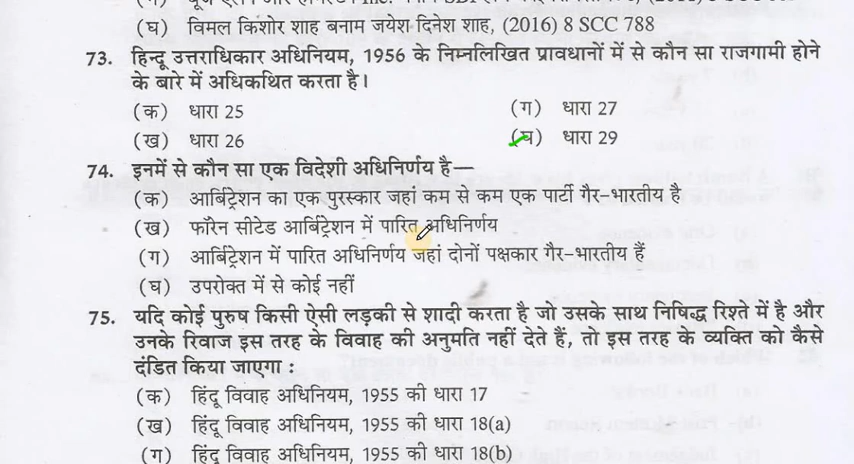 (घ) विमल किशोर शाह बनाम जयेश दिनेश शाह, (2016) 8 SCC 788
73. हिन्दू उत्तराधिकार अधिनियम, 1956 के निम्नलिखित प्रावधानों में से कौन सा राजगामी होने
के बारे में अधिकथित करता है।
(क) धारा 25 (ग) धारा 27
(ख) धारा 26 (घ) धारा 29
74. इनमें से कौन सा एक विदेशी अधिनिर्णय है—
(क) आर्बिट्रेशन का एक पुरस्कार जहां कम से कम एक पार्टी गैर-भारतीय है
(ख) फॉरेन सीटेड आर्बिट्रेशन में पारित अधिनिर्णय
(ग) आर्बिट्रेशन में पारित अधिनिर्णय जहां दोनों पक्षकार गैर-भारतीय हैं
(घ) उपरोक्त में से कोई नहीं
75. यदि कोई पुरुष किसी ऐसी लड़की से शादी करता है जो उसके साथ निषिद्ध रिश्ते में है और
उनके रिवाज इस तरह के विवाह की अनुमति नहीं देते हैं, तो इस तरह के व्यक्ति को कैसे
दंडित किया जाएगा :
(क) हिंदू विवाह अधिनियम, 1955 की धारा 17
(ख) हिंदू विवाह अधिनियम, 1955 की धारा 18(a)
(ग) हिंदू विवाह अधिनियम, 1955 की धारा 18(b)